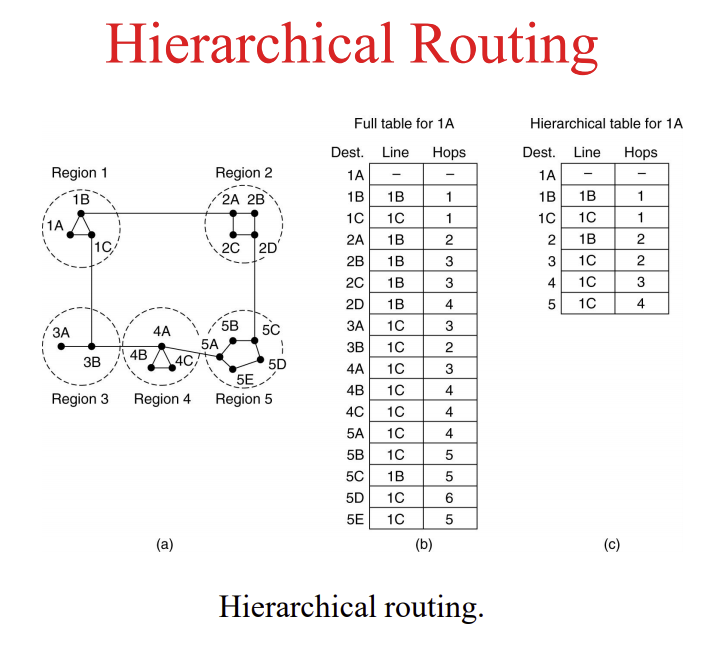 Hierarchical Routing
Full table for 1A
Hierarchical table for 1A
Dest. Line Hops
Dest. Line Hops
Region 1
Region 2
1B
2A 2B
1A
1C
2C 2D
3A
3B
4A
4B
4C
5A
5B
5C
5D
5E
Region 3
Region 4
Region 5
(a)
1A – –
1B 1B 1
1C 1C 1
2A 1B 2
2B 1B 3
2C 1B 3
2D 1B 4
3A 1C 3
3B 1C 2
4A 1C 3
4B 1C 4
4C 1C 4
5A 1C 4
5B 1C 5
5C 1B 5
5D 1C 6
5E 1C 5
(b)
1A – –
1B 1B 1
1C 1C 1
2 1B 2
3 1C 2
4 1C 3
5 1C 4
(c)
Hierarchical routing.